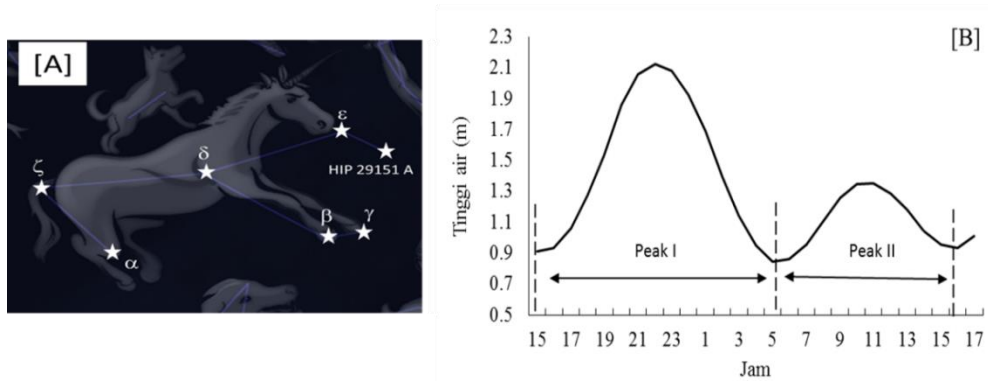 [A]
ε
δ
HIP 29151 A
ζ
β γ
α
[B]
Tinggi air (m)
2.3
2.1
1.9
1.7
1.5
1.3
1.1
0.9
0.7
0.5
Peak I
Peak II
15 17 19 21 23 1 3 5 7 9 11 13 15 17
Jam